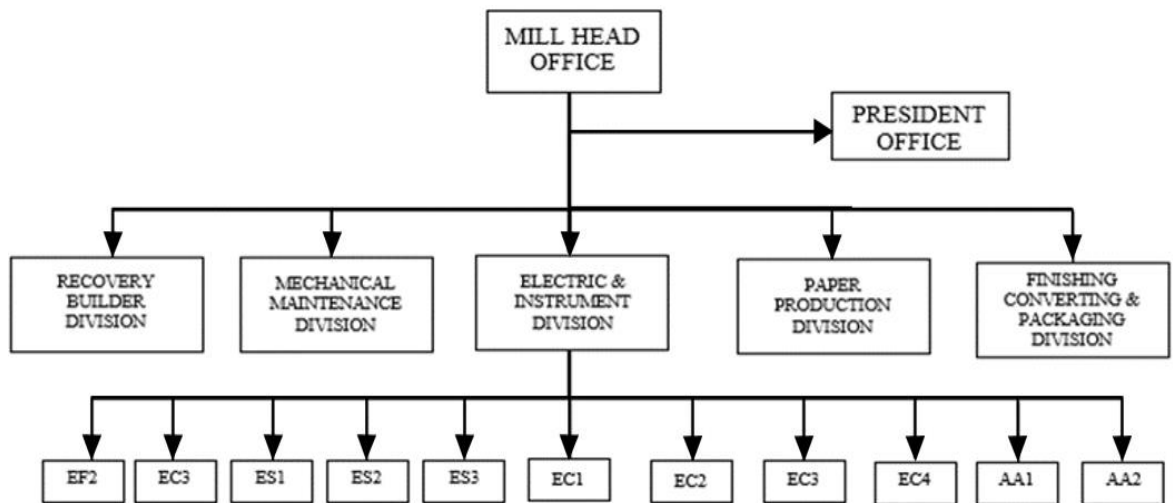 MILL HEAD
OFFICE
PRESIDENT
OFFICE
RECOVERY
BUILDER
DIVISION
MECHANICAL
MAINTENANCE
DIVISION
ELECTRIC &
INSTRUMENT
DIVISION
PAPER
PRODUCTION
DIVISION
FINISHING
CONVERTING &
PACKAGING
DIVISION
EF2
EC3
ES1
ES2
ES3
EC1
EC2
EC3
EC4
AA1
AA2